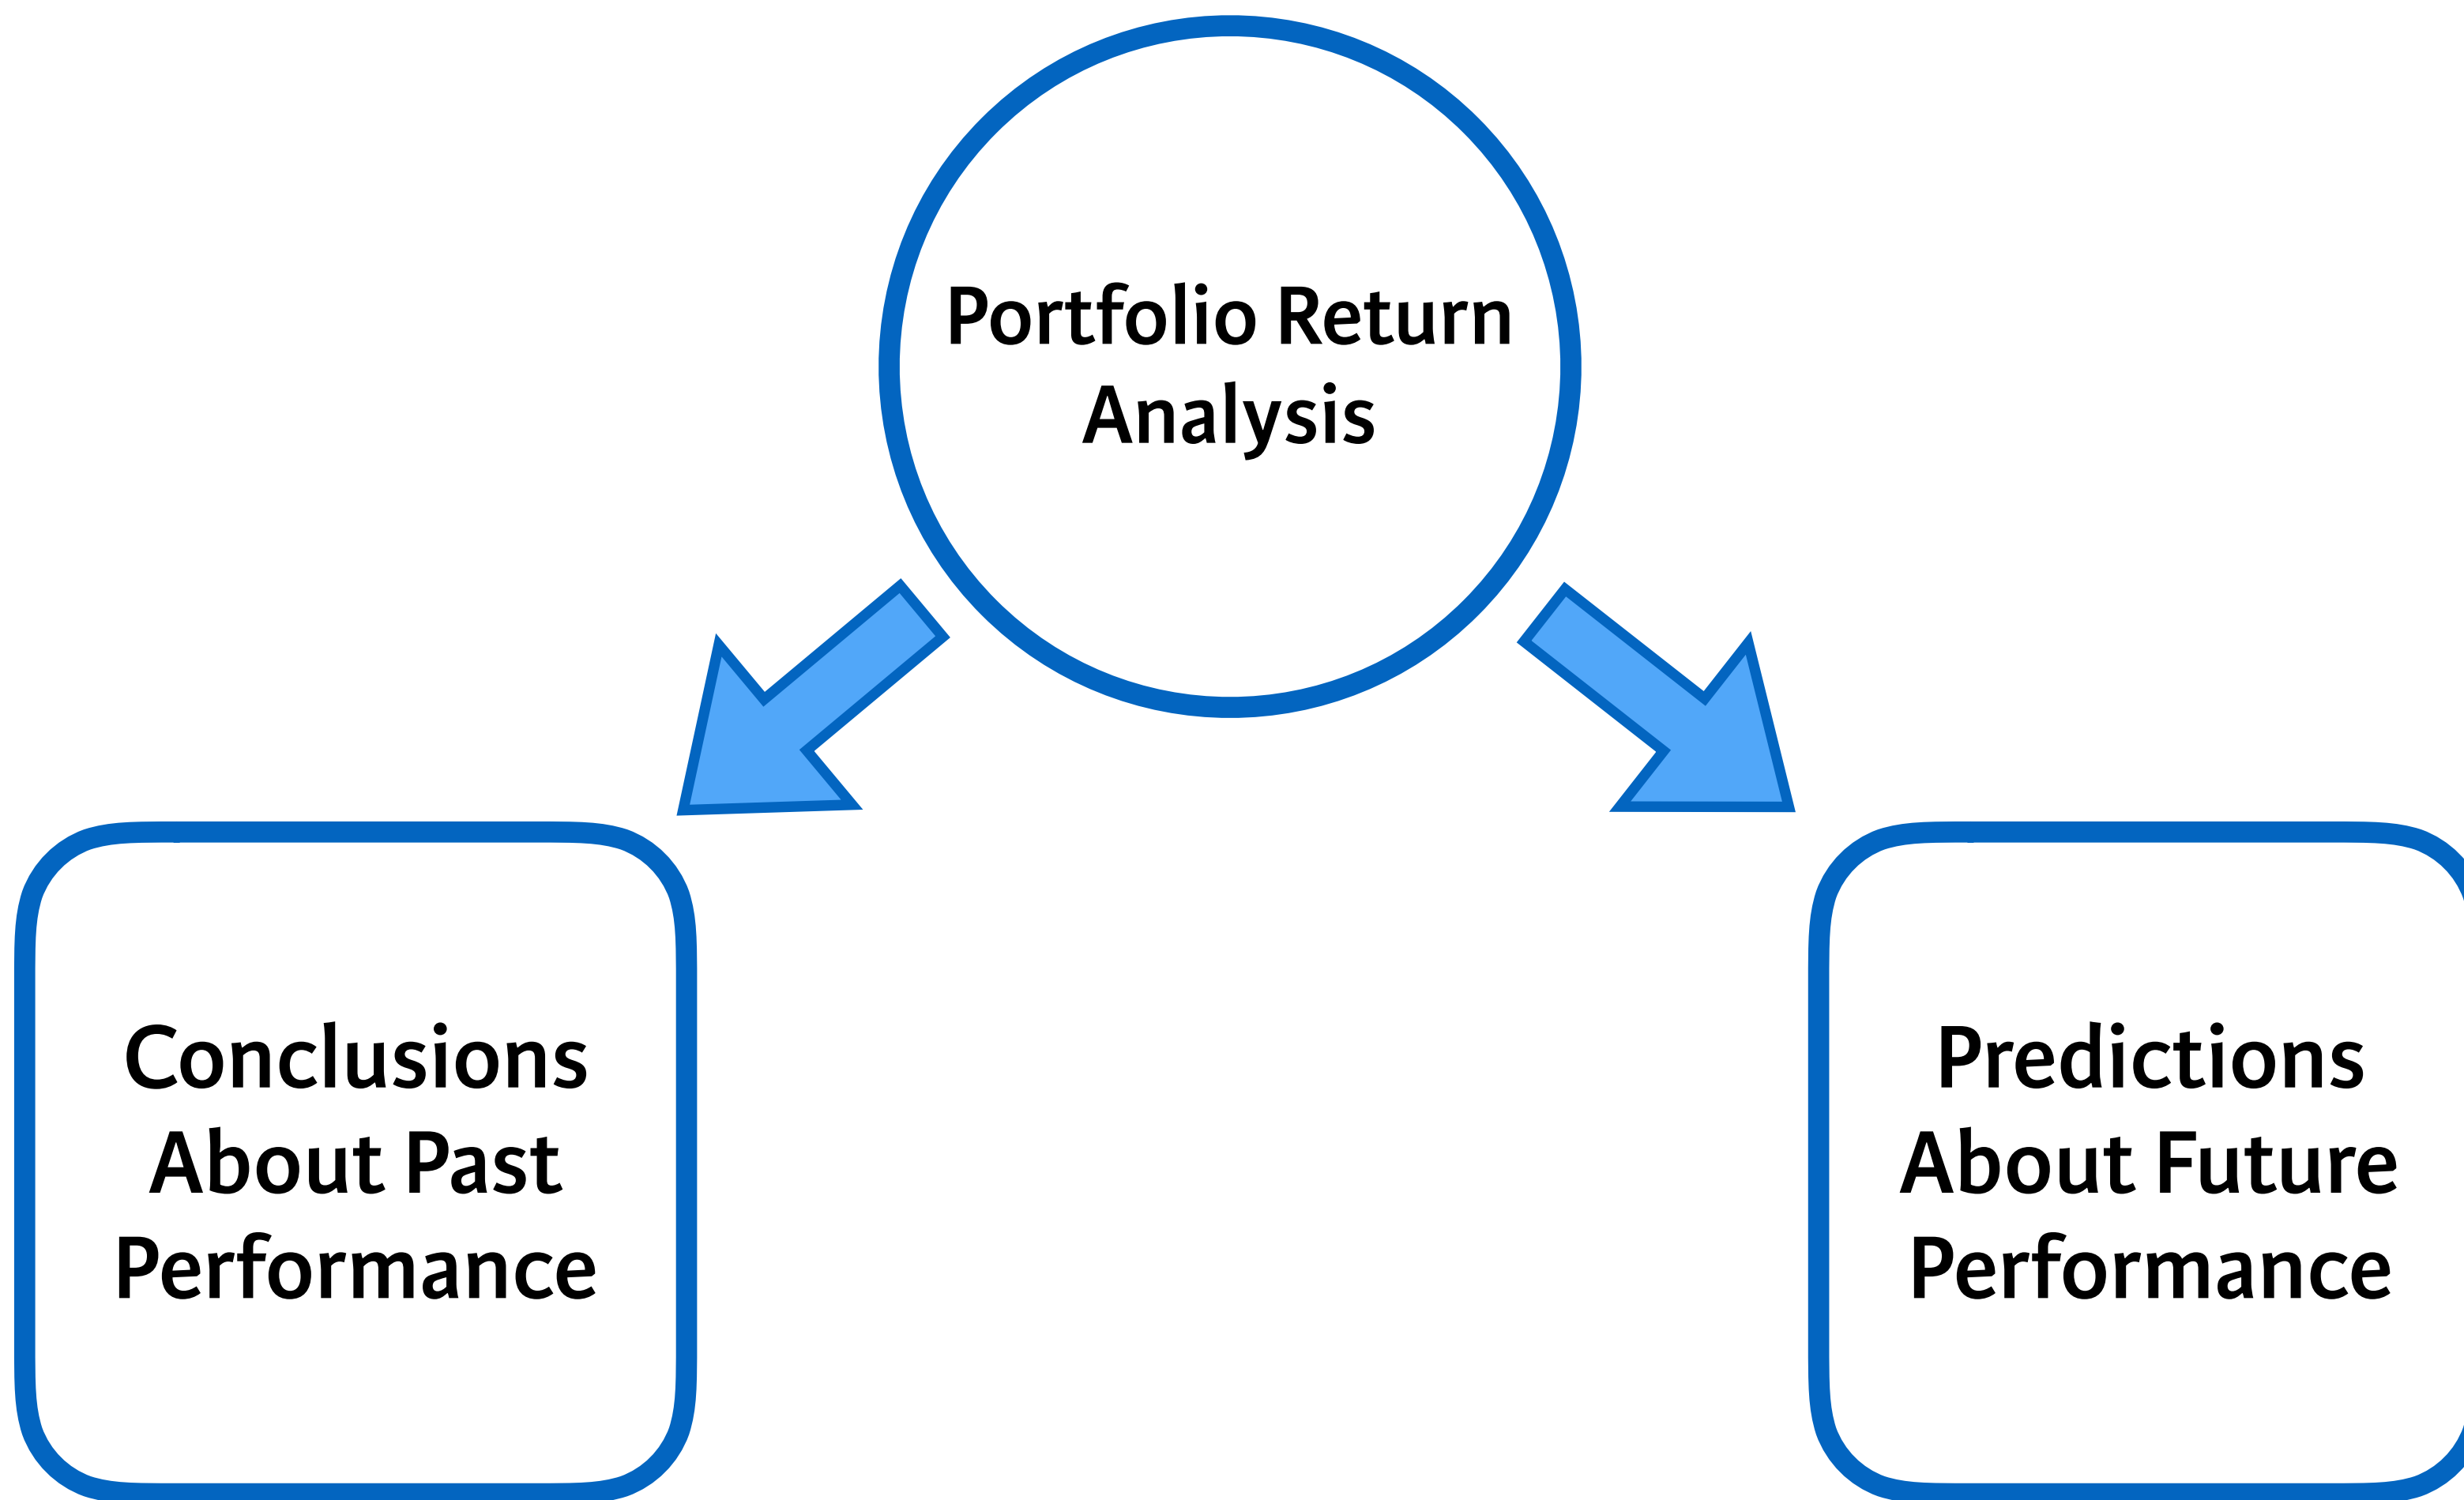 Portfolio Return
Analysis
Conclusions
About Past
Performance
Predictions
About Future
Performance